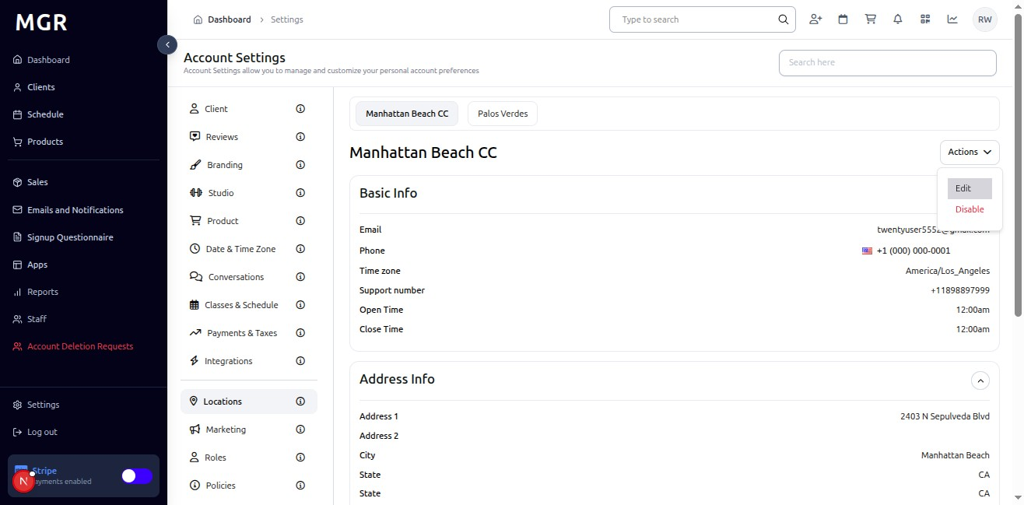 MGR
Dashboard
Clients
Schedule
Products
Sales
Emails and Notifications
Signup Questionnaire
Apps
Reports
Staff
Account Deletion Requests
Settings
Log out
Stripe
ayments enabled
N
Dashboard > Settings
Type to search
RW
Account Settings
Account Settings allow you to manage and customize your personal account preferences
Search here
Client
Reviews
Branding
Studio
Product
Date & Time Zone
Conversations
Classes & Schedule
Payments & Taxes
Integrations
Locations
Marketing
Roles
Policies
Manhattan Beach CC
Palos Verdes
Manhattan Beach CC
Actions
Edit
Disable
Basic Info
Email twentyuser5552@gmail.com
Phone +1 (000) 000-0001
Time zone America/Los_Angeles
Support number +11898897999
Open Time 12:00am
Close Time 12:00am
Address Info
Address 1 2403 N Sepulveda Blvd
Address 2
City Manhattan Beach
State CA
State CA